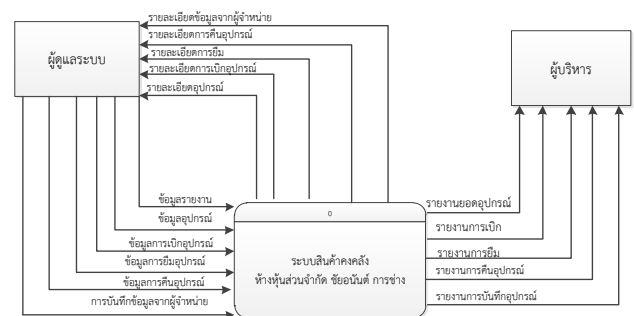 รายละเอียดข้อมูลจากผู้จำหน่าย
รายละเอียดการคืนอุปกรณ์
รายละเอียดการยืม
รายละเอียดการเบิกอุปกรณ์
รายละเอียดอุปกรณ์
ผู้ดูแลระบบ
ผู้บริหาร
ข้อมูลรายงาน
ข้อมูลอุปกรณ์
ข้อมูลการเบิกอุปกรณ์
ข้อมูลการยืมอุปกรณ์
ข้อมูลการคืนอุปกรณ์
การบันทึกข้อมูลจากผู้จำหน่าย
0
ระบบสินค้าคงคลัง
ห้างหุ้นส่วนจำกัด ชัยอนันต์ การช่าง
รายงานยอดอุปกรณ์
รายงานการเบิก
รายงานการยืม
รายงานการคืนอุปกรณ์
รายงานการบันทึกอุปกรณ์